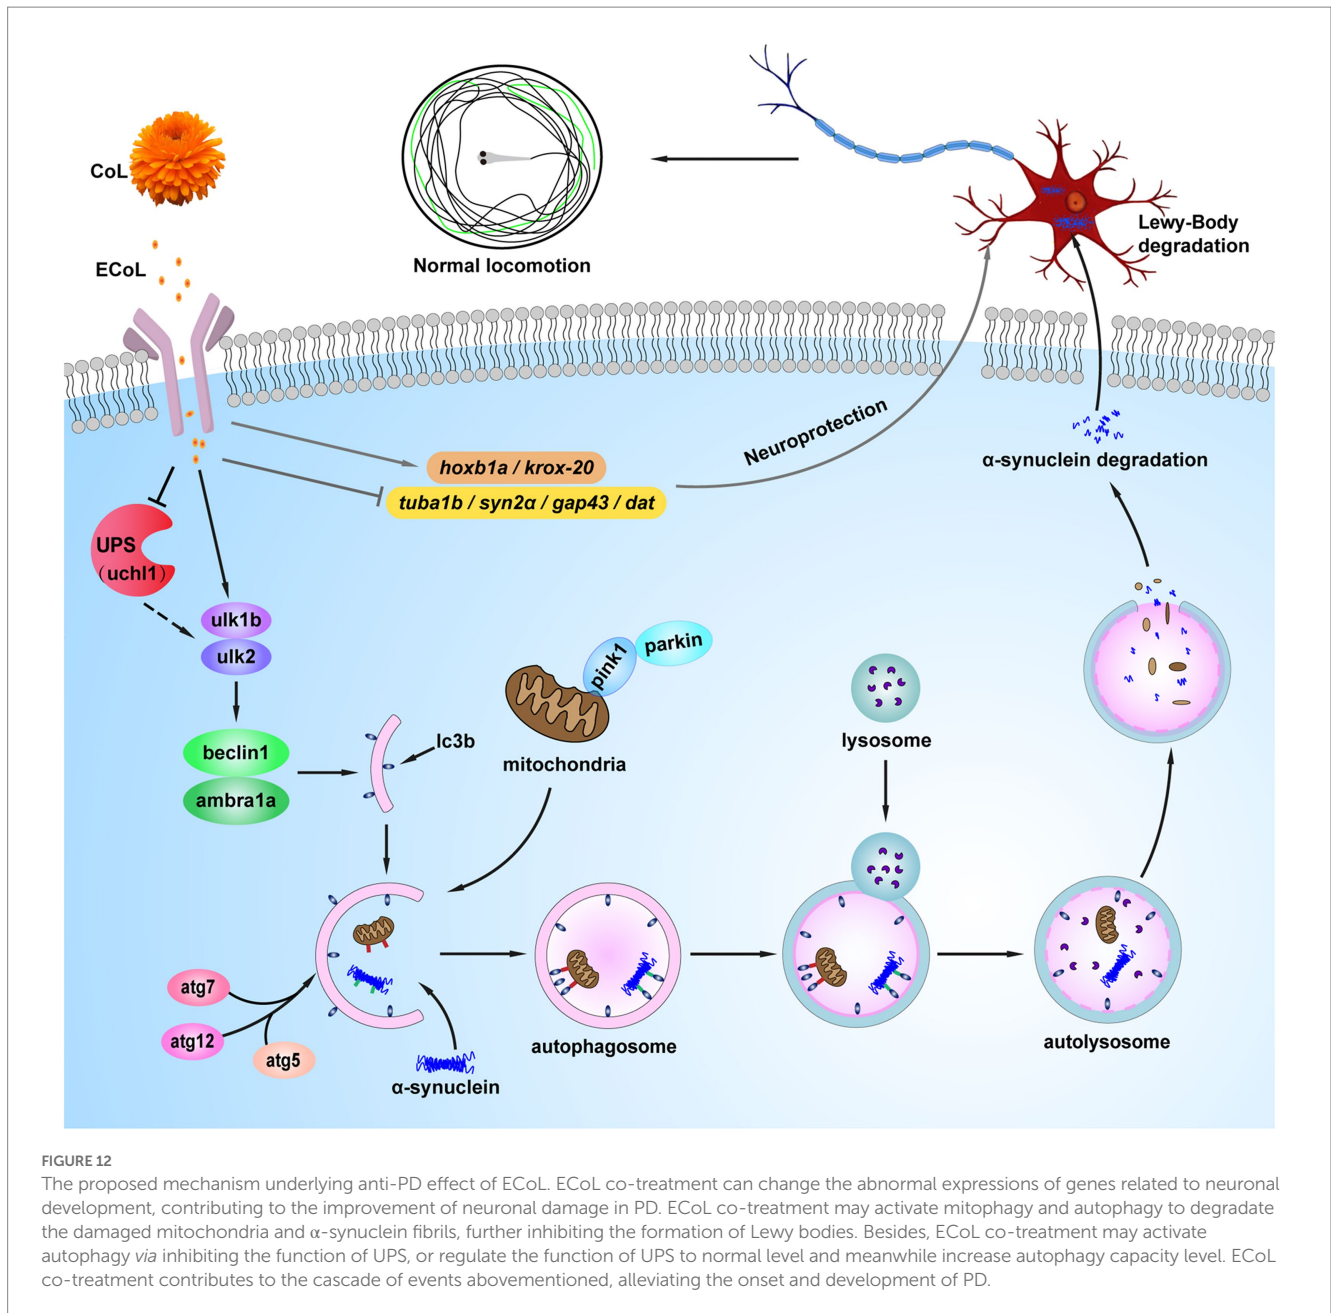 CoL
ECoL
Normal locomotion
Lewy-Body
degradation
hoxb1a / krox-20
tuba1b / syn2α / gap43 / dat
Neuroprotection
α-synuclein degradation
UPS
(uchl1)
ulk1b
ulk2
beclin1
ambra1a
lc3b
pink1
parkin
mitochondria
lysosome
atg7
atg12
atg5
α-synuclein
autophagosome
autolysosome
FIGURE 12
The proposed mechanism underlying anti-PD effect of ECoL. ECoL co-treatment can change the abnormal expressions of genes related to neuronal
development, contributing to the improvement of neuronal damage in PD. ECoL co-treatment may activate mitophagy and autophagy to degradate
the damaged mitochondria and α-synuclein fibrils, further inhibiting the formation of Lewy bodies. Besides, ECoL co-treatment may activate
autophagy via inhibiting the function of UPS, or regulate the function of UPS to normal level and meanwhile increase autophagy capacity level. ECoL
co-treatment contributes to the cascade of events abovementioned, alleviating the onset and development of PD.